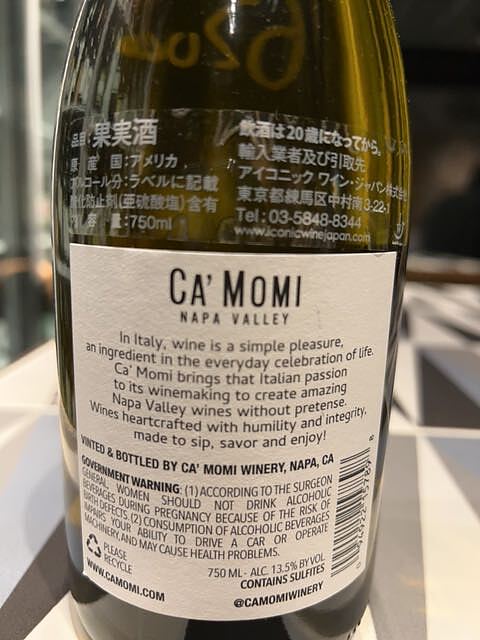 品目:果実酒
原産国:アメリカ
アルコール分:ラベルに記載
酸化防止剤(亜硫酸塩)含有
内容量:750ml
飲酒は20歳になってから。
輸入業者及び引取先
アイコニック ワイン・ジャパン株式会社
東京都練馬区中村南3-22-1
Tel:03-5848-8344
www.iconicwinejapan.com
CA' MOMI
NAPA VALLEY
In Italy, wine is a simple pleasure,
an ingredient in the everyday celebration of life.
Ca' Momi brings that Italian passion
to its winemaking to create amazing
Napa Valley wines without pretense.
Wines heartcrafted with humility and integrity,
made to sip, savor and enjoy!
VINTED & BOTTLED BY CA' MOMI WINERY, NAPA, CA
GOVERNMENT WARNING: (1) ACCORDING TO THE SURGEON
GENERAL, WOMEN SHOULD NOT DRINK ALCOHOLIC
BEVERAGES DURING PREGNANCY BECAUSE OF THE RISK OF
BIRTH DEFECTS. (2) CONSUMPTION OF ALCOHOLIC BEVERAGES
IMPAIRS YOUR ABILITY TO DRIVE A CAR OR OPERATE
MACHINERY, AND MAY CAUSE HEALTH PROBLEMS.
PLEASE
RECYCLE
750 ML - ALC. 13.5% BY VOL
CONTAINS SULFITES
WWW.CAMOMI.COM
@CAMOMIWINERY